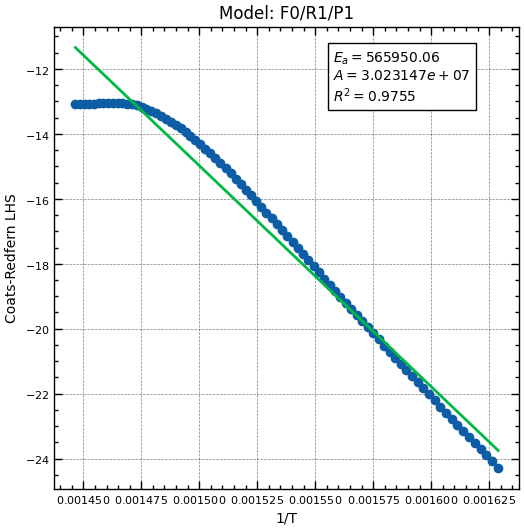 Model: F0/R1/P1
Eₐ = 565950.06
A = 3.023147e + 07
R² = 0.9755
−12
−14
−16
−18
−20
−22
−24
Coats-Redfern LHS
0.001450 0.001475 0.001500 0.001525 0.001550 0.001575 0.001600 0.001625
1/T